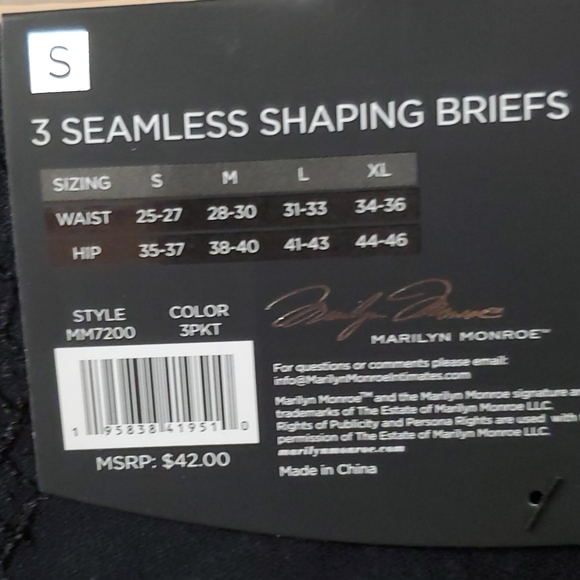 S
3 SEAMLESS SHAPING BRIEFS
SIZING S M L XL
WAIST 25-27 28-30 31-33 34-36
HIP 35-37 38-40 41-43 44-46
STYLE COLOR
MM7200 3PKT
Marilyn Monroe
MARILYN MONROE™
For questions or comments please email:
info@MarilynMonroeIntimates.com
Marilyn Monroe™ and the Marilyn Monroe signature
trademarks of The Estate of Marilyn Monroe LLC.
Rights of Publicity and Persona Rights are used with
permission of The Estate of Marilyn Monroe LLC.
marilynmonroe.com
Made in China
1 95838 41951 0
MSRP: $42.00